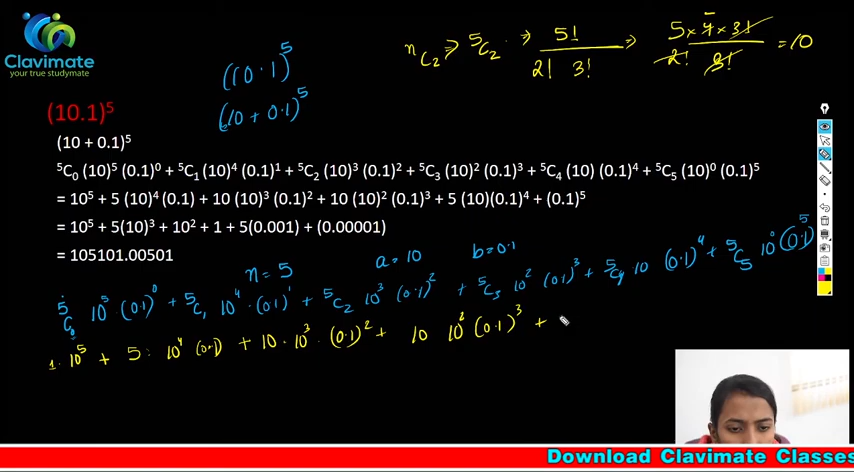 Clavimate
your true studymate
ⁿC₂ ⇒ ⁵C₂ ⇒ 5! / 2! 3! ⇒ 5 × 4 × 3! / 2! 3! = 10
(10.1)⁵
(10 + 0.1)⁵
(10.1)⁵
(10 + 0.1)⁵
⁵C₀ (10)⁵ (0.1)⁰ + ⁵C₁ (10)⁴ (0.1)¹ + ⁵C₂ (10)³ (0.1)² + ⁵C₃ (10)² (0.1)³ + ⁵C₄ (10) (0.1)⁴ + ⁵C₅ (10)⁰ (0.1)⁵
= 10⁵ + 5 (10)⁴ (0.1) + 10 (10)³ (0.1)² + 10 (10)² (0.1)³ + 5 (10)(0.1)⁴ + (0.1)⁵
= 10⁵ + 5(10)³ + 10² + 1 + 5(0.001) + (0.00001)
= 105101.00501
n = 5 a = 10 b = 0.1
⁵C₀ 10⁵ · (0.1)⁰ + ⁵C₁ 10⁴ · (0.1)¹ + ⁵C₂ 10³ (0.1)² + ⁵C₃ 10² (0.1)³ + ⁵C₄ 10 (0.1)⁴ + ⁵C₅ 10⁰ (0.1)⁵
1 · 10⁵ + 5 · 10⁴ (0.1) + 10 · 10³ · (0.1)² + 10 10² (0.1)³ +
Download Clavimate Classes